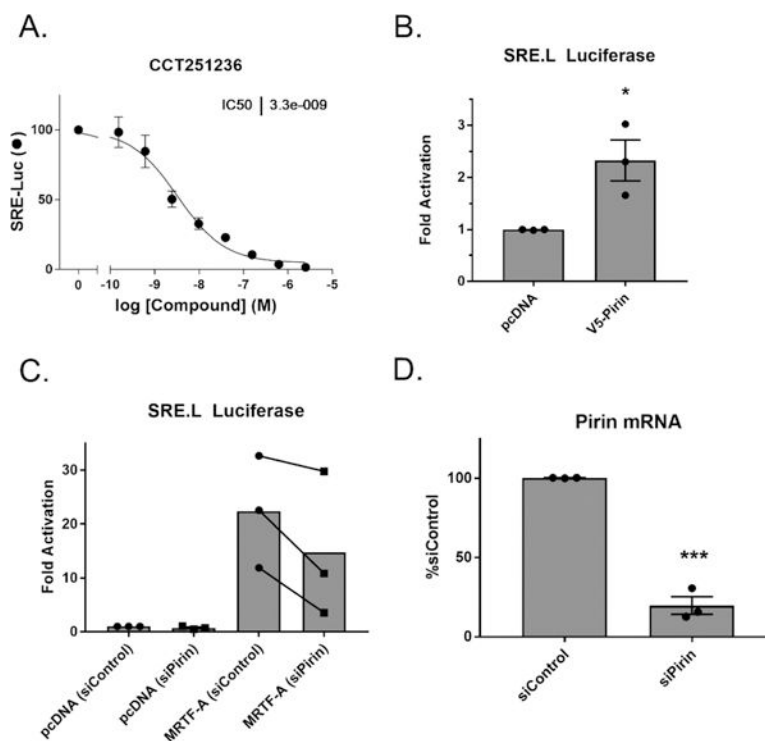 A.
CCT251236
IC50 | 3.3e-009
SRE-Luc (●)
100
50
0
0 -10 -9 -8 -7 -6 -5
log [Compound] (M)
B.
SRE.L Luciferase
*
Fold Activation
3
2
1
0
pcDNA
V5-Pirin
C.
SRE.L Luciferase
Fold Activation
30
20
10
0
pcDNA (siControl)
pcDNA (siPirin)
MRTF-A (siControl)
MRTF-A (siPirin)
D.
Pirin mRNA
%siControl
100
50
0
***
siControl
siPirin